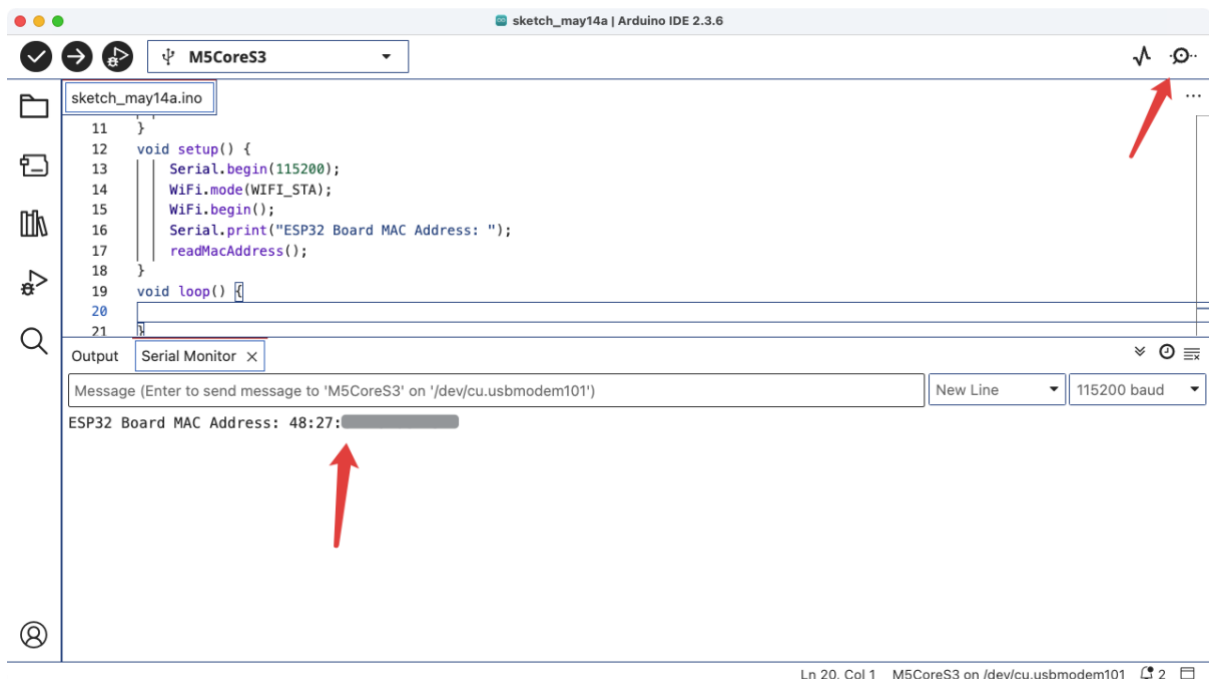 sketch_may14a | Arduino IDE 2.3.6
M5CoreS3
sketch_may14a.ino
11 }
12 void setup() {
13 Serial.begin(115200);
14 WiFi.mode(WIFI_STA);
15 WiFi.begin();
16 Serial.print("ESP32 Board MAC Address: ");
17 readMacAddress();
18 }
19 void loop() {
20
21 }
Output Serial Monitor
Message (Enter to send message to 'M5CoreS3' on '/dev/cu.usbmodem101') New Line 115200 baud
ESP32 Board MAC Address: 48:27:
Ln 20, Col 1 M5CoreS3 on /dev/cu.usbmodem101 2